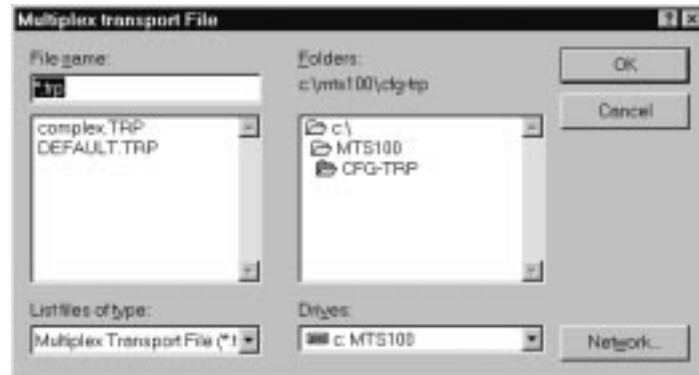 Multiplex transport File
File name:
*.trp
complex.TRP
DEFAULT.TRP
List files of type:
Multiplex Transport File (*.t
Folders:
c:\mts100\cfg-trp
c:\
MTS100
CFG-TRP
Drives:
c: MTS100
OK
Cancel
Network...